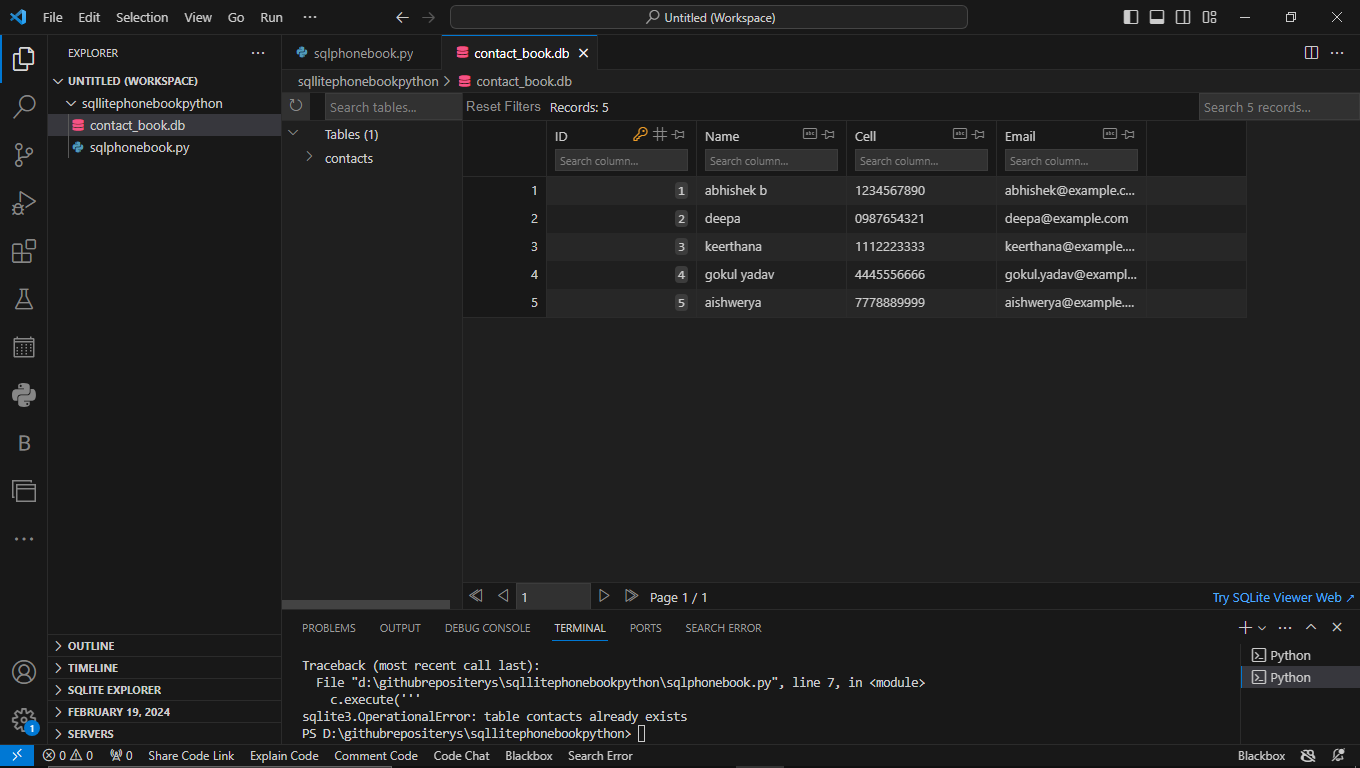 File Edit Selection View Go Run ··· Untitled (Workspace)
EXPLORER ···
UNTITLED (WORKSPACE)
sqllitephonebookpython
contact_book.db
sqlphonebook.py
OUTLINE
TIMELINE
SQLITE EXPLORER
FEBRUARY 19, 2024
SERVERS
B
1
sqlphonebook.py contact_book.db
sqllitephonebookpython > contact_book.db
Search tables... Reset Filters Records: 5 Search 5 records...
Tables (1)
contacts
ID Name Cell Email
Search column... Search column... Search column... Search column...
1 1 abhishek b 1234567890 abhishek@example.c...
2 2 deepa 0987654321 deepa@example.com
3 3 keerthana 1112223333 keerthana@example....
4 4 gokul yadav 4445556666 gokul.yadav@exampl...
5 5 aishwerya 7778889999 aishwerya@example....
1 Page 1 / 1 Try SQLite Viewer Web
PROBLEMS OUTPUT DEBUG CONSOLE TERMINAL PORTS SEARCH ERROR
Traceback (most recent call last):
File "d:\githubrepositerys\sqllitephonebookpython\sqlphonebook.py", line 7, in <module>
c.execute('''
sqlite3.OperationalError: table contacts already exists
PS D:\githubrepositerys\sqllitephonebookpython>
Python
Python
0 0 0 Share Code Link Explain Code Comment Code Code Chat Blackbox Search Error Blackbox